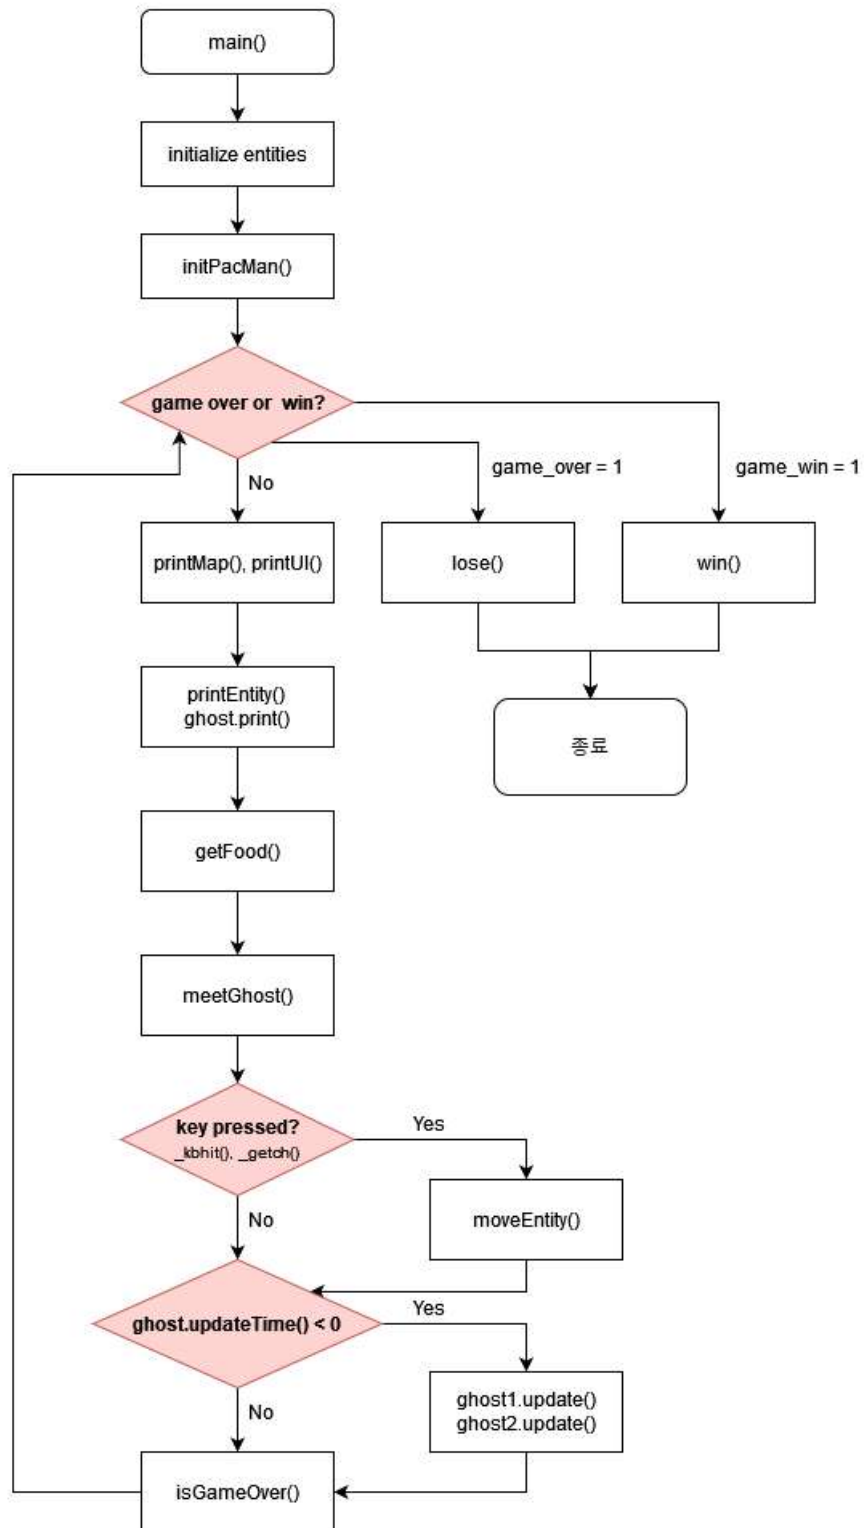 main()
initialize entities
initPacMan()
game over or win?
game_over = 1
game_win = 1
No
printMap(), printUI()
lose()
win()
printEntity()
ghost.print()
종료
getFood()
meetGhost()
key pressed?
_kbhit(), _getch()
Yes
No
moveEntity()
ghost.updateTime() < 0
Yes
ghost1.update()
ghost2.update()
No
isGameOver()